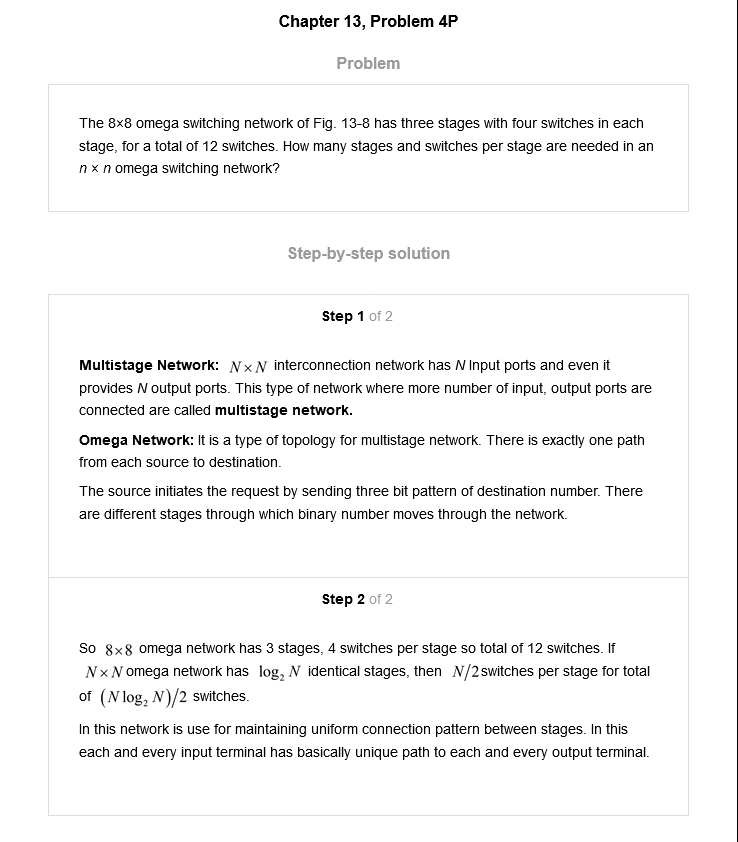 Chapter 13, Problem 4P
Problem
The 8×8 omega switching network of Fig. 13-8 has three stages with four switches in each
stage, for a total of 12 switches. How many stages and switches per stage are needed in an
n × n omega switching network?
Step-by-step solution
Step 1 of 2
Multistage Network: N×N interconnection network has N Input ports and even it
provides N output ports. This type of network where more number of input, output ports are
connected are called multistage network.
Omega Network: It is a type of topology for multistage network. There is exactly one path
from each source to destination.
The source initiates the request by sending three bit pattern of destination number. There
are different stages through which binary number moves through the network.
Step 2 of 2
So 8×8 omega network has 3 stages, 4 switches per stage so total of 12 switches. If
N×N omega network has log₂ N identical stages, then N/2 switches per stage for total
of (N log₂ N)/2 switches.
In this network is use for maintaining uniform connection pattern between stages. In this
each and every input terminal has basically unique path to each and every output terminal.